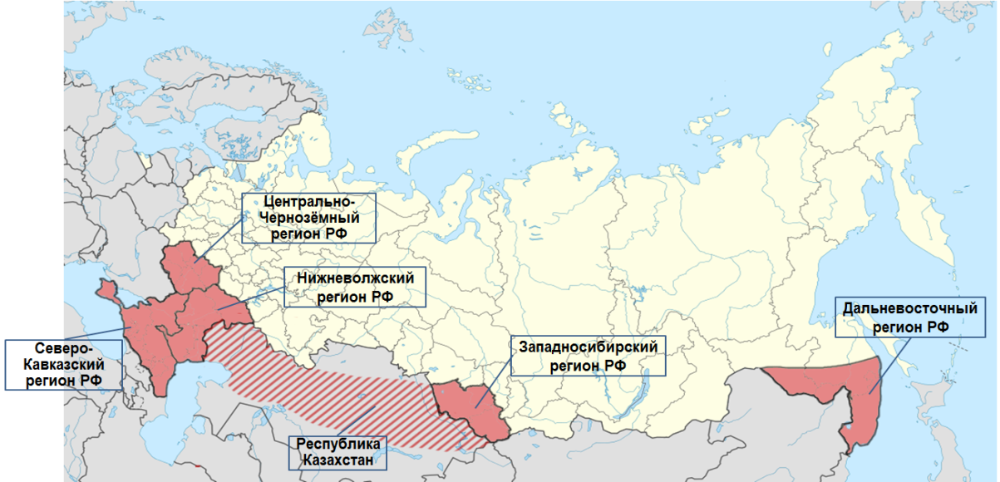 Центрально-
Чернозёмный
регион РФ
Нижневолжский
регион РФ
Дальневосточный
регион РФ
Северо-
Кавказский
регион РФ
Западносибирский
регион РФ
Республика
Казахстан